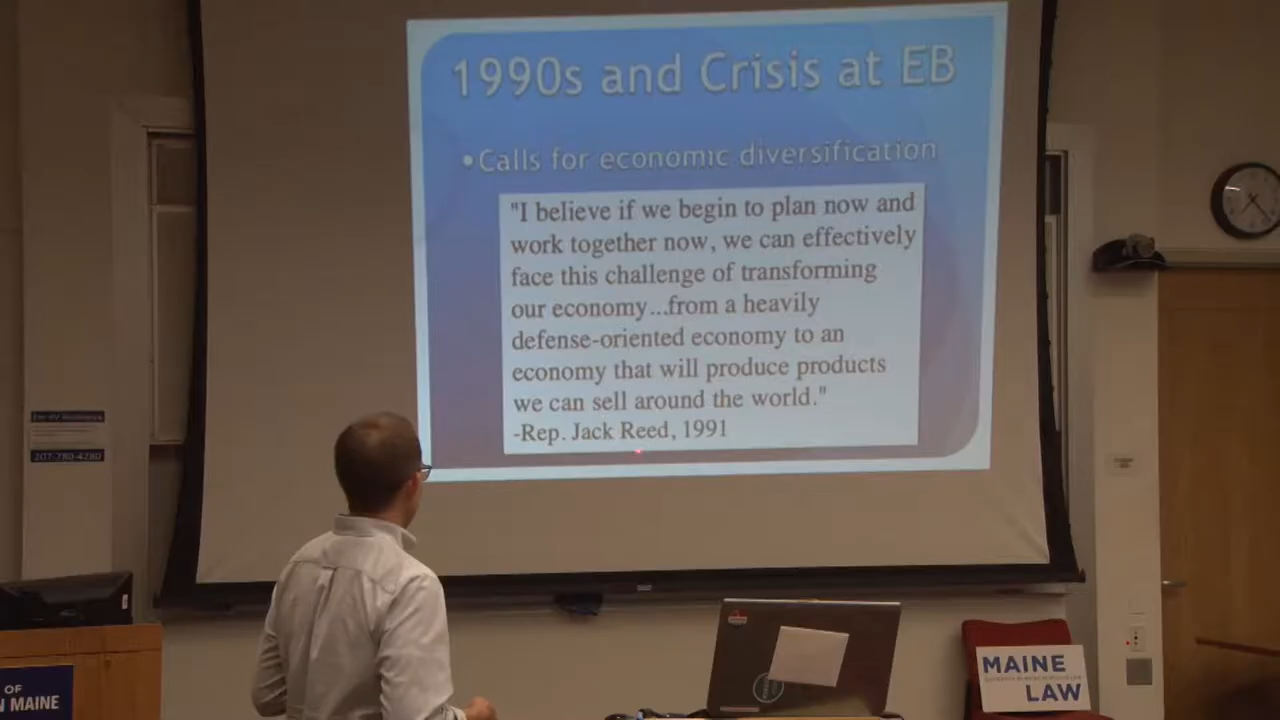 1990s and Crisis at EB
•Calls for economic diversification
"I believe if we begin to plan now and
work together now, we can effectively
face this challenge of transforming
our economy...from a heavily
defense-oriented economy to an
economy that will produce products
we can sell around the world."
-Rep. Jack Reed, 1991
207-780-4280
OF
N MAINE
MAINE
LAW